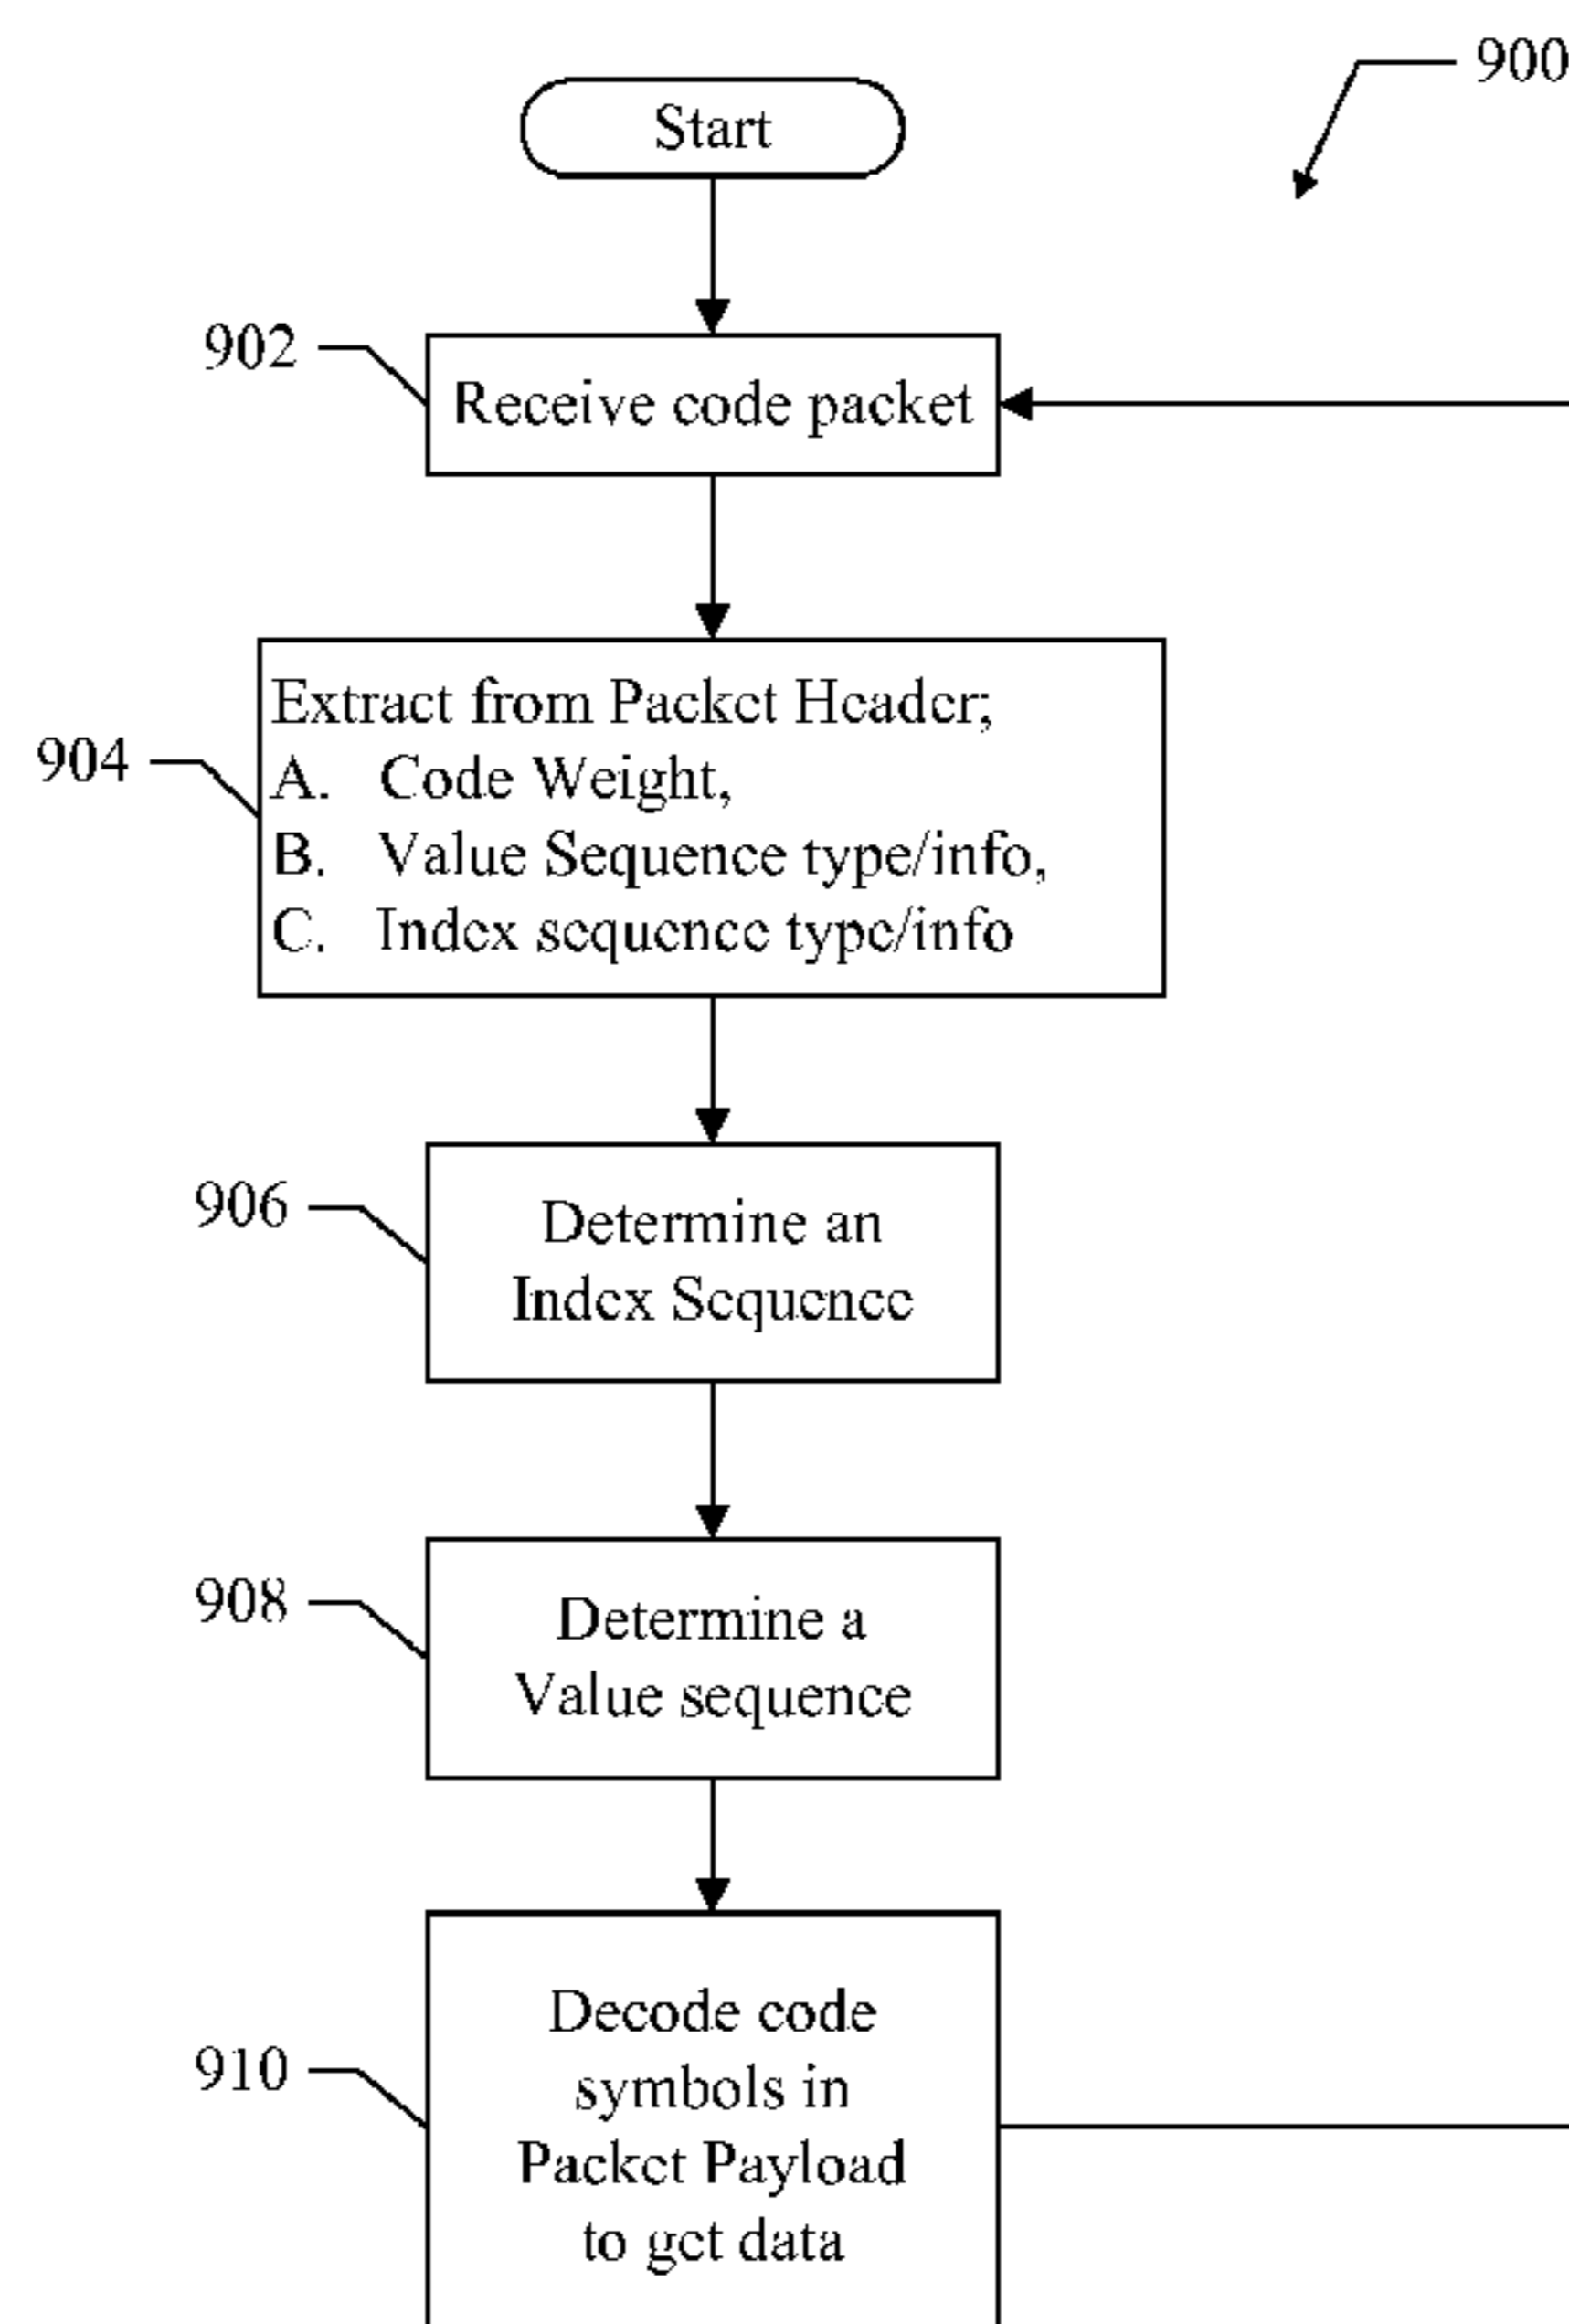 900
Start
902
Receive code packet
904
Extract from Packet Header;
A. Code Weight,
B. Value Sequence type/info,
C. Index sequence type/info
906
Determine an
Index Sequence
908
Determine a
Value sequence
910
Decode code
symbols in
Packet Payload
to get data